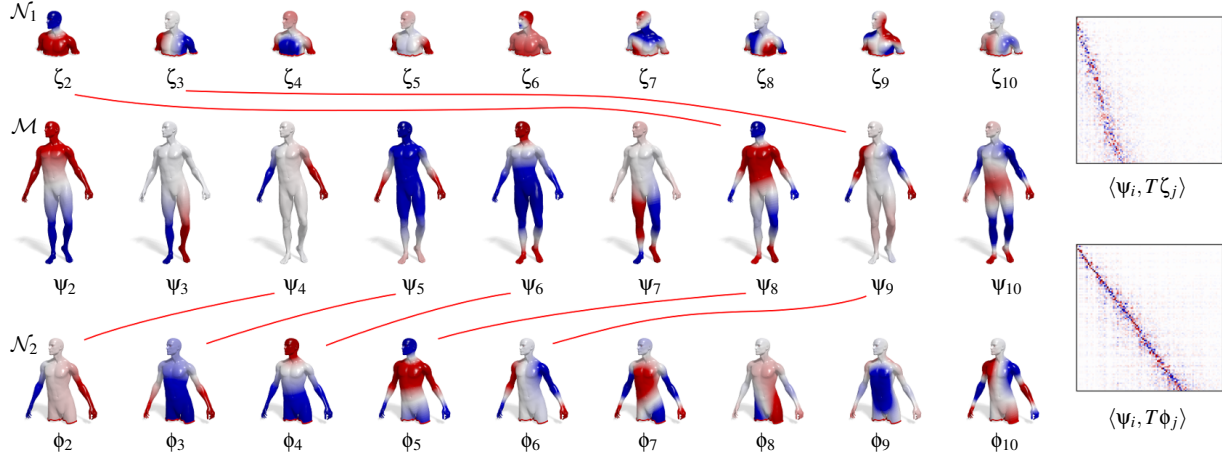 𝒩₁
ζ₂ ζ₃ ζ₄ ζ₅ ζ₆ ζ₇ ζ₈ ζ₉ ζ₁₀
⟨ψᵢ, Tζⱼ⟩
ℳ
ψ₂ ψ₃ ψ₄ ψ₅ ψ₆ ψ₇ ψ₈ ψ₉ ψ₁₀
𝒩₂
ϕ₂ ϕ₃ ϕ₄ ϕ₅ ϕ₆ ϕ₇ ϕ₈ ϕ₉ ϕ₁₀
⟨ψᵢ, Tϕⱼ⟩